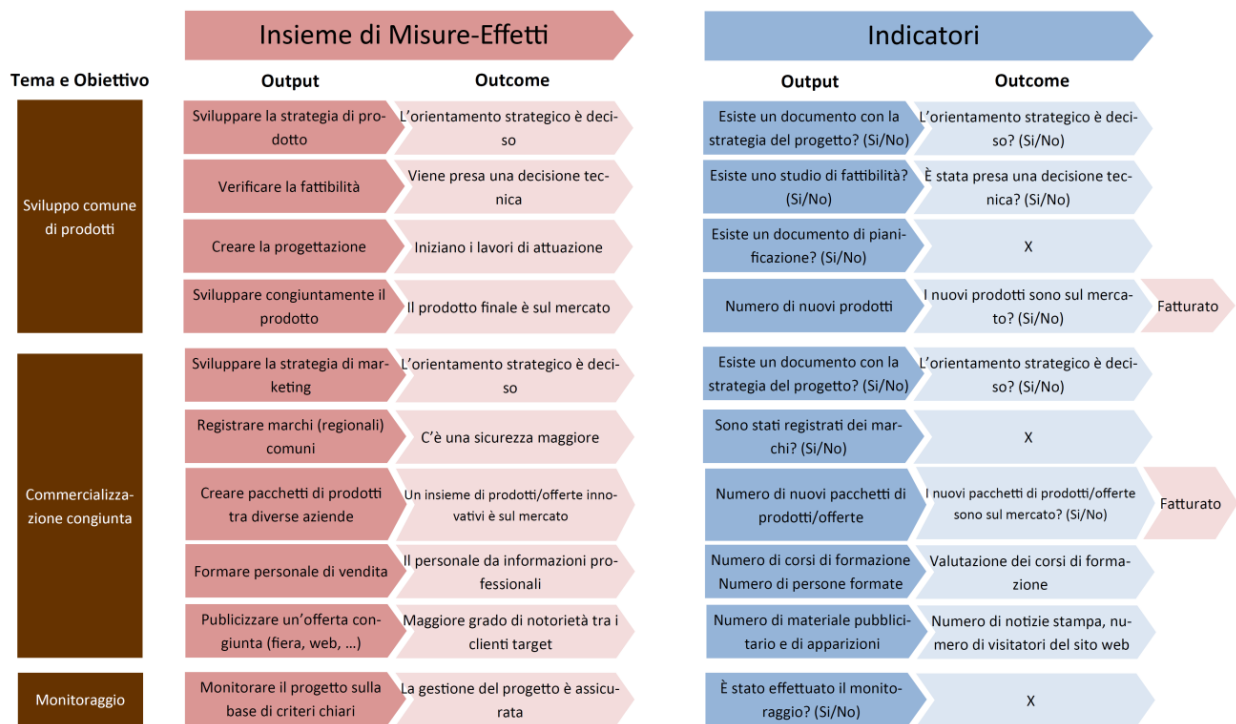 Insieme di Misure-Effetti
Indicatori
Tema e Obiettivo
Output
Outcome
Output
Outcome
Sviluppo comune
di prodotti
Sviluppare la strategia di pro-
dotto
L'orientamento strategico è deci-
so
Esiste un documento con la
strategia del progetto? (Si/No)
L'orientamento strategico è deci-
so? (Si/No)
Verificare la fattibilità
Viene presa una decisione tec-
nica
Esiste uno studio di fattibilità?
(Si/No)
È stata presa una decisione tec-
nica? (Si/No)
Creare la progettazione
Iniziano i lavori di attuazione
Esiste un documento di piani-
ficazione? (Si/No)
X
Sviluppare congiuntamente il
prodotto
Il prodotto finale è sul mercato
Numero di nuovi prodotti
I nuovi prodotti sono sul merca-
to? (Si/No)
Fatturato
Commercializza-
zione congiunta
Sviluppare la strategia di mar-
keting
L'orientamento strategico è deci-
so
Esiste un documento con la
strategia del progetto? (Si/No)
L'orientamento strategico è deci-
so? (Si/No)
Registrare marchi (regionali)
comuni
C'è una sicurezza maggiore
Sono stati registrati dei mar-
chi? (Si/No)
X
Creare pacchetti di prodotti
tra diverse aziende
Un insieme di prodotti/offerte inno-
vativi è sul mercato
Numero di nuovi pacchetti di
prodotti/offerte
I nuovi pacchetti di prodotti/offerte
sono sul mercato? (Si/No)
Fatturato
Formare personale di vendita
Il personale da informazioni pro-
fessionali
Numero di corsi di formazione
Numero di persone formate
Valutazione dei corsi di forma-
zione
Publicizzare un'offerta con-
giunta (fiera, web, ...)
Maggiore grado di notorietà tra i
clienti target
Numero di materiale pubblici-
tario e di apparizioni
Numero di notizie stampa, nu-
mero di visitatori del sito web
Monitoraggio
Monitorare il progetto sulla
base di criteri chiari
La gestione del progetto è assicu-
rata
È stato effettuato il monito-
raggio? (Si/No)
X